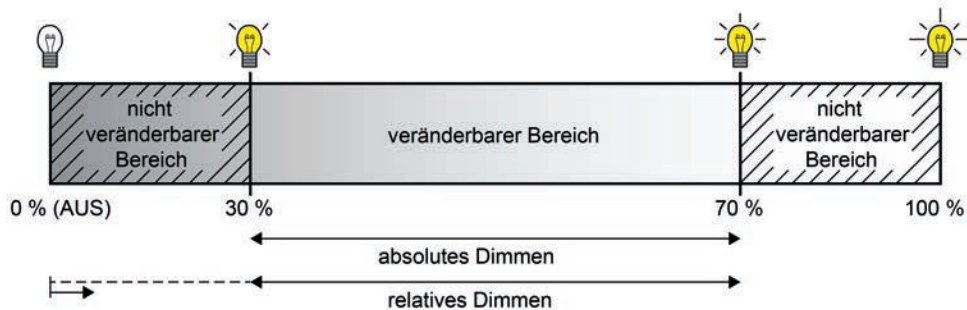 nicht
veränderbarer
Bereich
veränderbarer Bereich
nicht
veränderbarer
Bereich
0 % (AUS)
30 %
70 %
100 %
absolutes Dimmen
relatives Dimmen